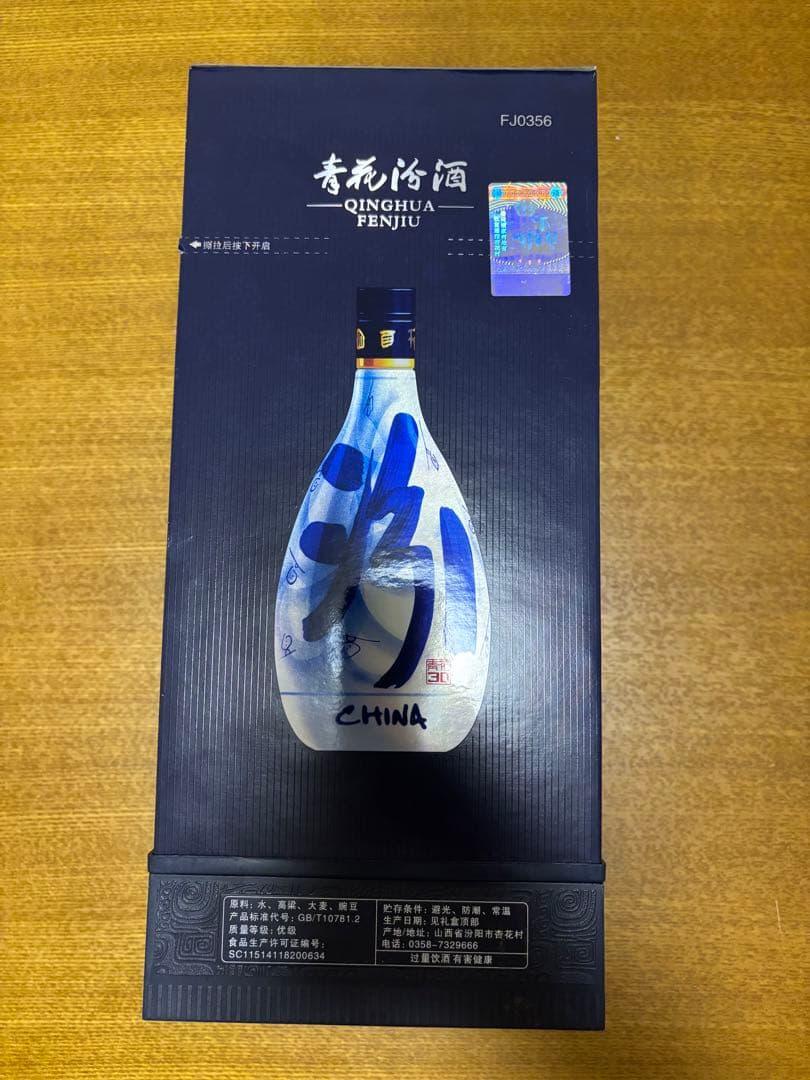 FJ0356
青花汾酒
QINGHUA
FENJIU
撕拉后按下开启
汾
青花
30
CHINA
原料：水、高粱、大麦、豌豆
产品标准代号：GB/T10781.2
质量等级：优级
食品生产许可证编号：
SC11514118200634
贮存条件：避光、防潮、常温
生产日期：见礼盒顶部
产地/地址：山西省汾阳市杏花村
电话：0358-7329666
过量饮酒 有害健康